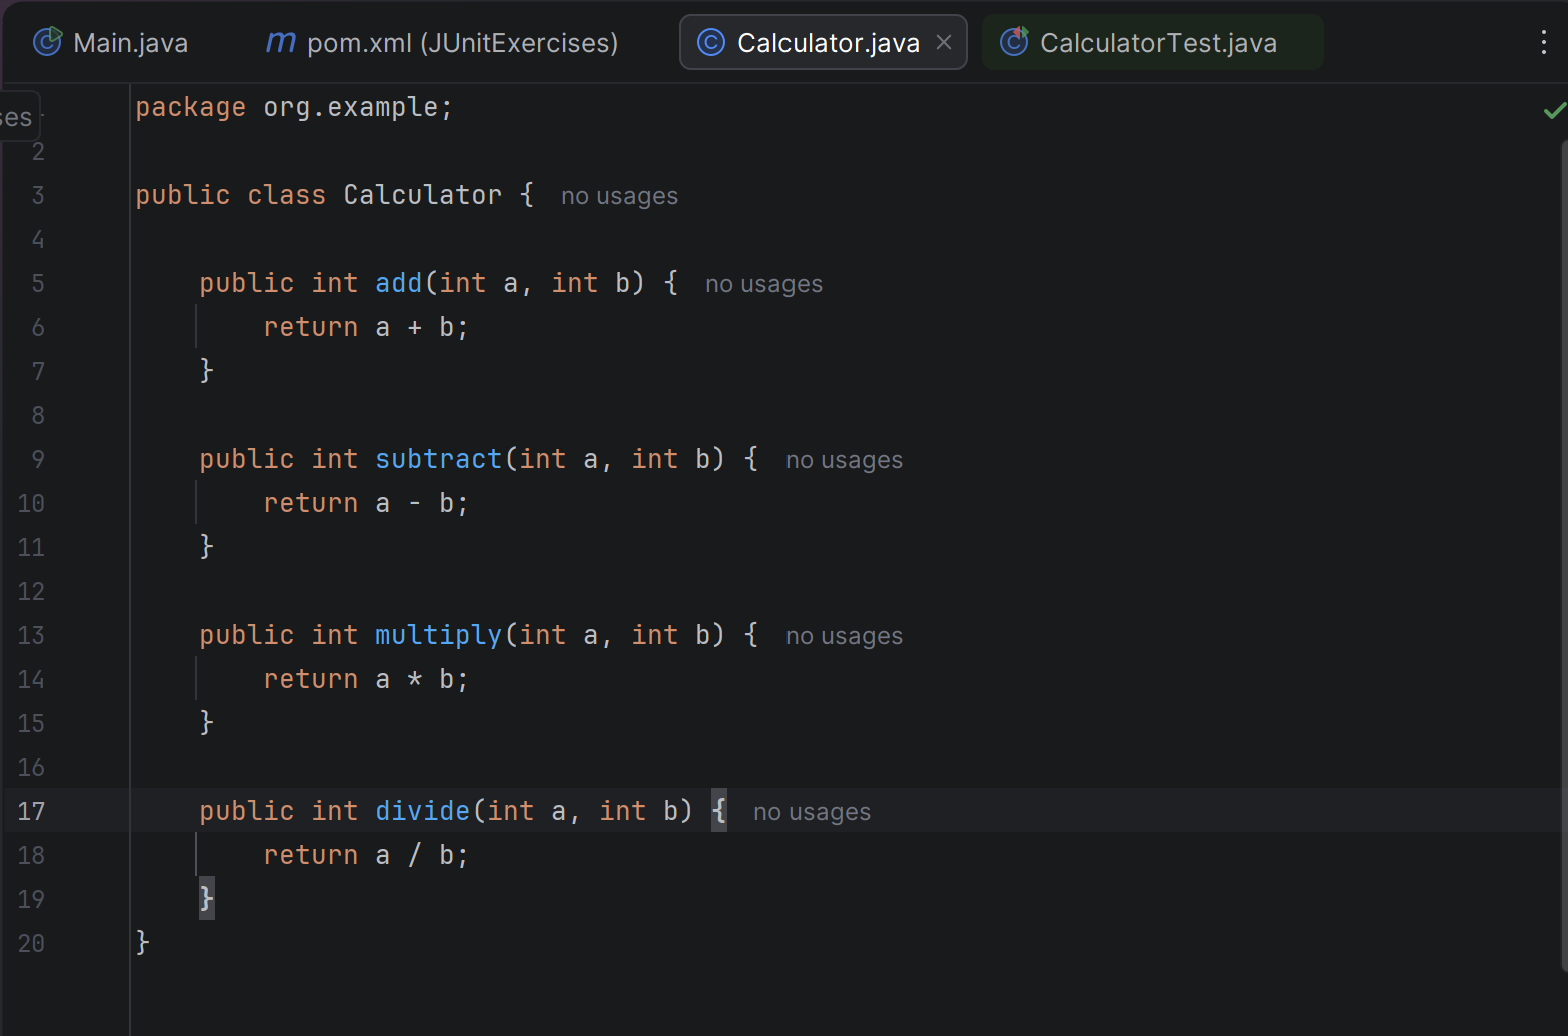 Main.java pom.xml (JUnitExercises) Calculator.java CalculatorTest.java
package org.example;
ses
2
3 public class Calculator { no usages
4
5 public int add(int a, int b) { no usages
6 return a + b;
7 }
8
9 public int subtract(int a, int b) { no usages
10 return a - b;
11 }
12
13 public int multiply(int a, int b) { no usages
14 return a * b;
15 }
16
17 public int divide(int a, int b) { no usages
18 return a / b;
19 }
20 }